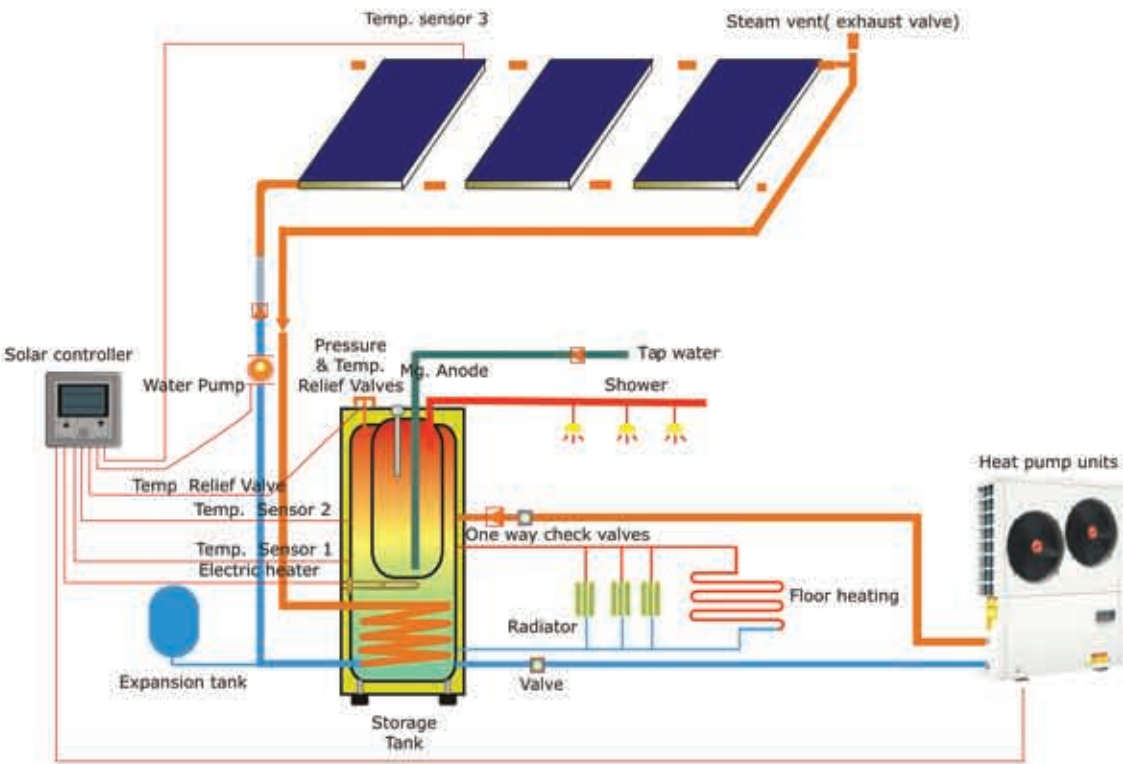 Temp. sensor 3
Steam vent( exhaust valve)
Solar controller
Water Pump
Pressure
& Temp.
Relief Valves
Mg. Anode
Tap water
Shower
Heat pump units
Temp Relief Valve
Temp. Sensor 2
One way check valves
Temp. Sensor 1
Electric heater
Floor heating
Radiator
Expansion tank
Valve
Storage
Tank